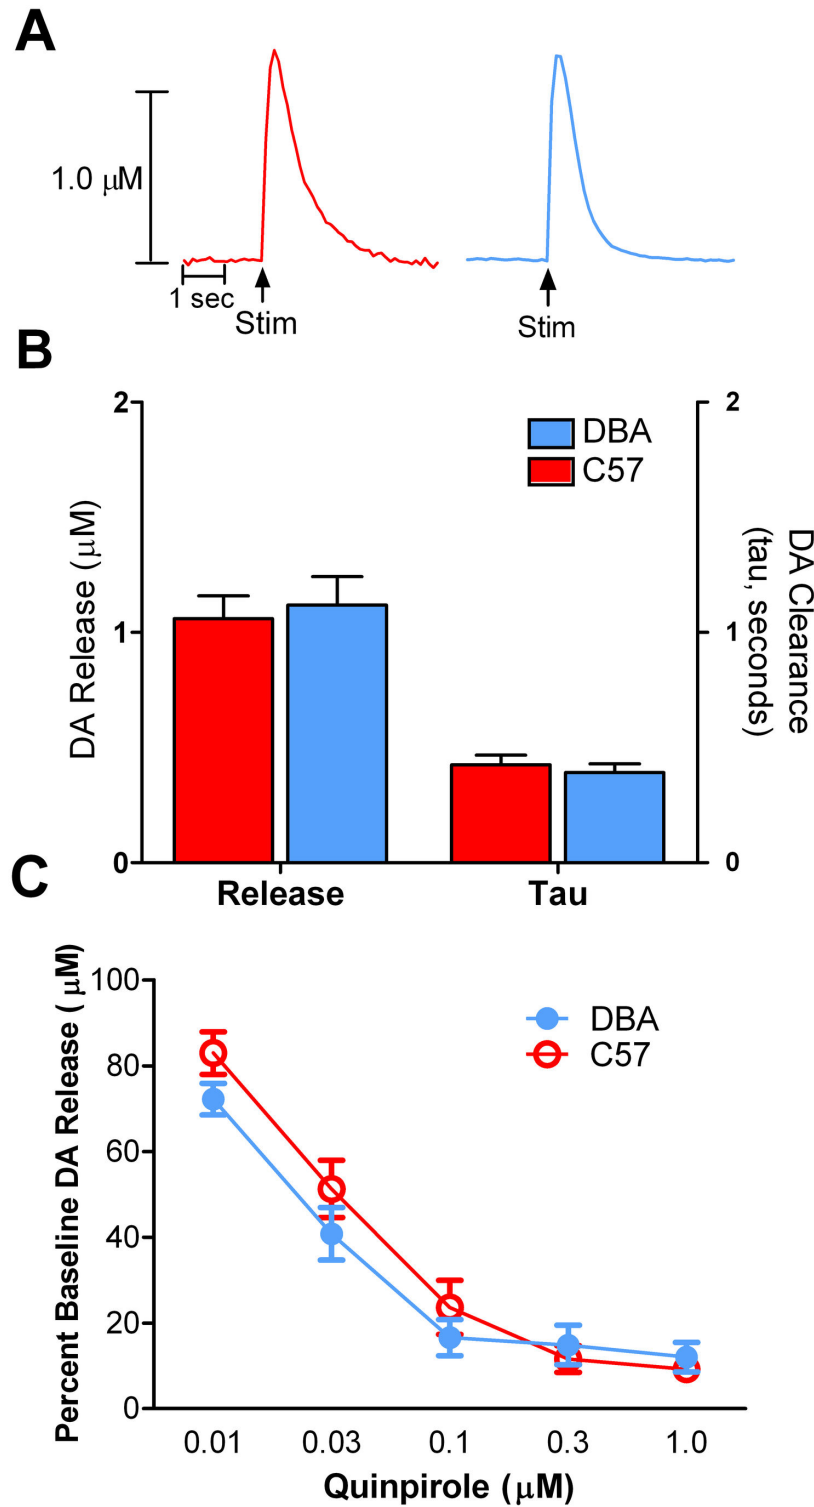 A
1.0 μM
1 sec
Stim
Stim
B
2
1
0
DA Release (μM)
DBA
C57
2
1
0
DA Clearance
(tau, seconds)
Release
Tau
C
Percent Baseline DA Release ( μM)
100
80
60
40
20
0
DBA
C57
0.01 0.03 0.1 0.3 1.0
Quinpirole (μM)